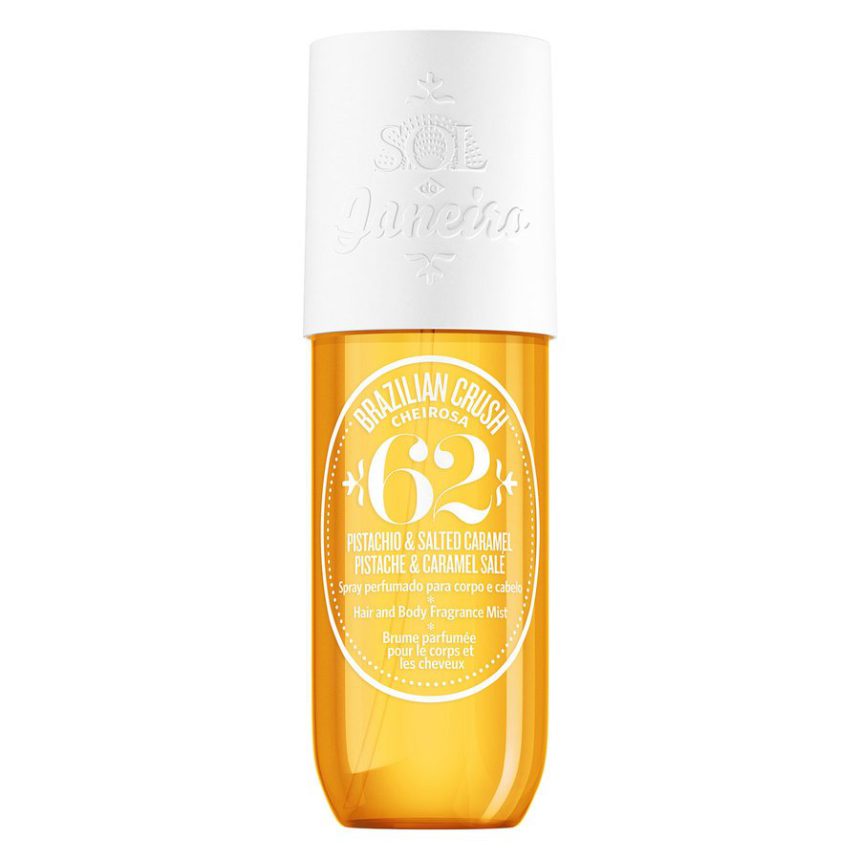 SOL
de
Janeiro
BRAZILIAN CRUSH
CHEIROSA
62
PISTACHIO & SALTED CARAMEL
PISTACHE & CARAMEL SALÉ
Spray perfumado para corpo e cabelo
*
Hair and Body Fragrance Mist
*
Brume parfumée
pour le corps et
les cheveux